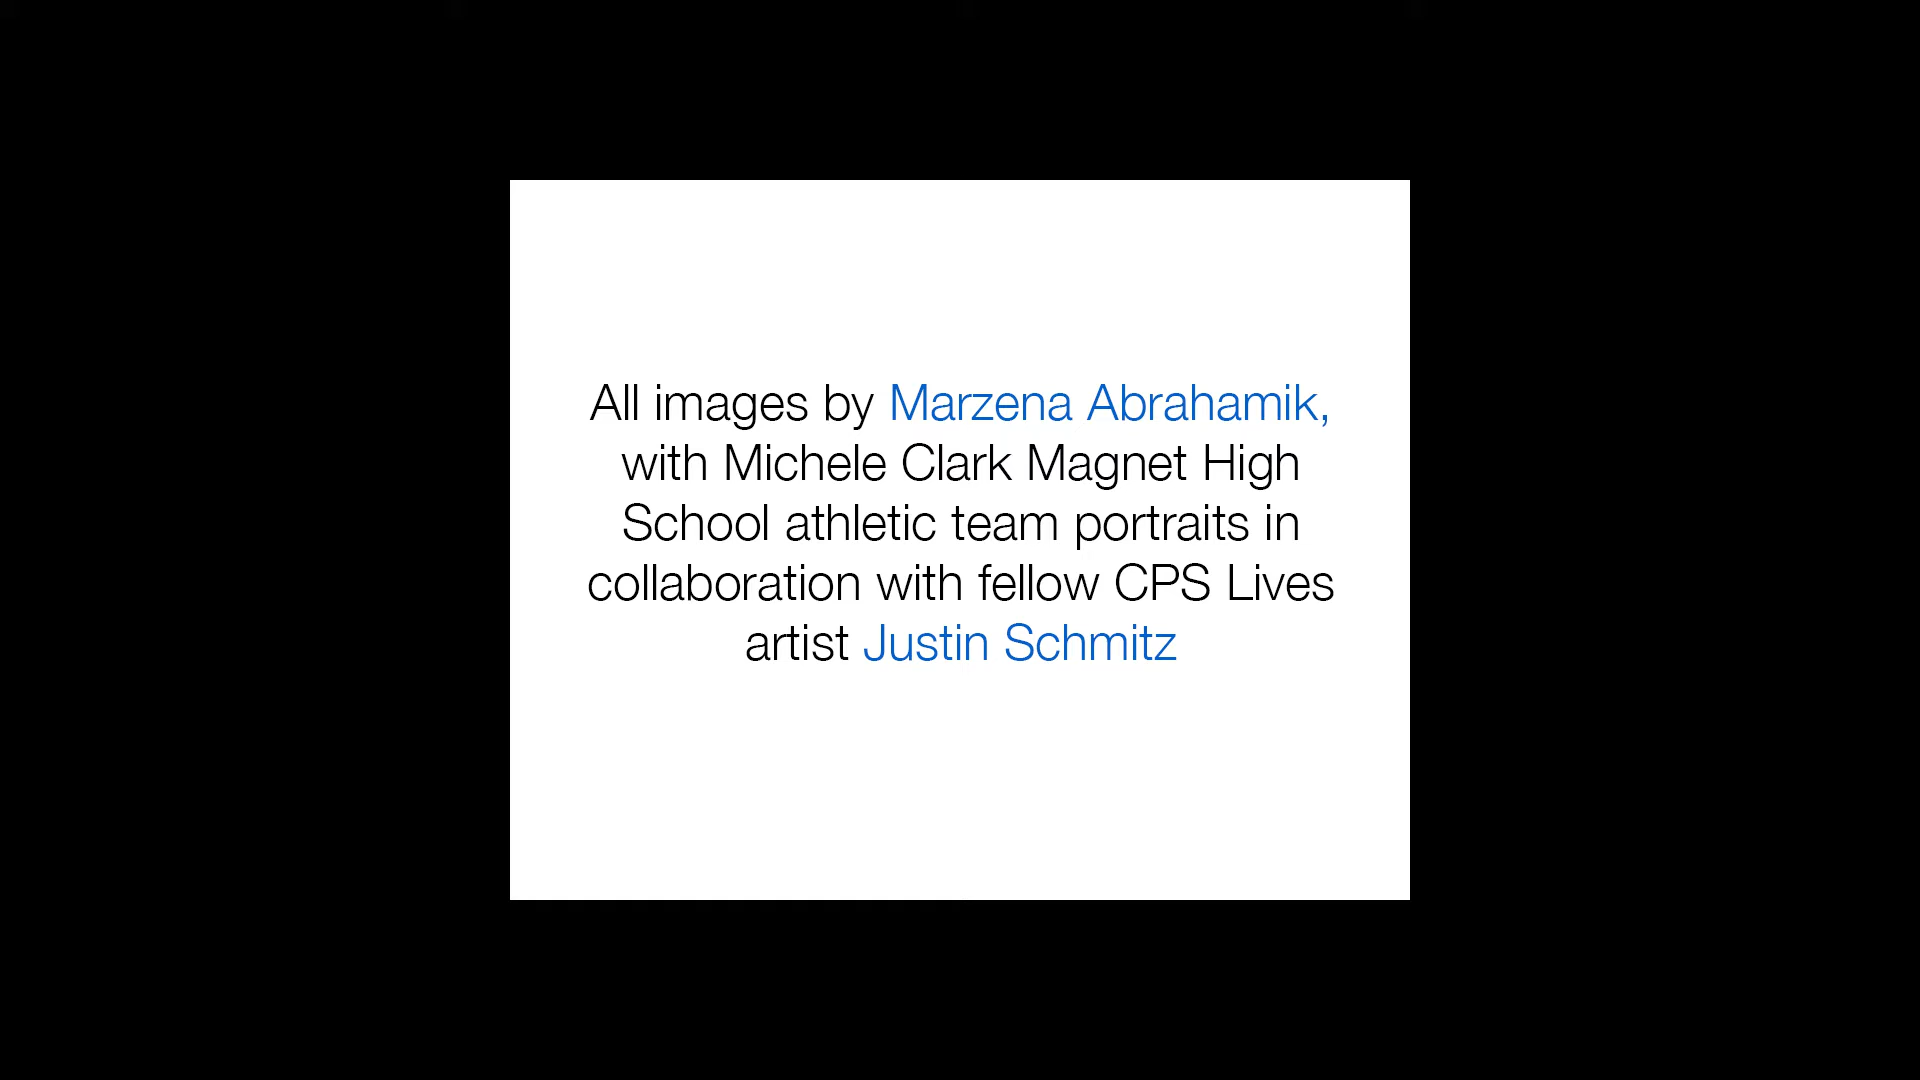 All images by Marzena Abrahamik,
with Michele Clark Magnet High
School athletic team portraits in
collaboration with fellow CPS Lives
artist Justin Schmitz